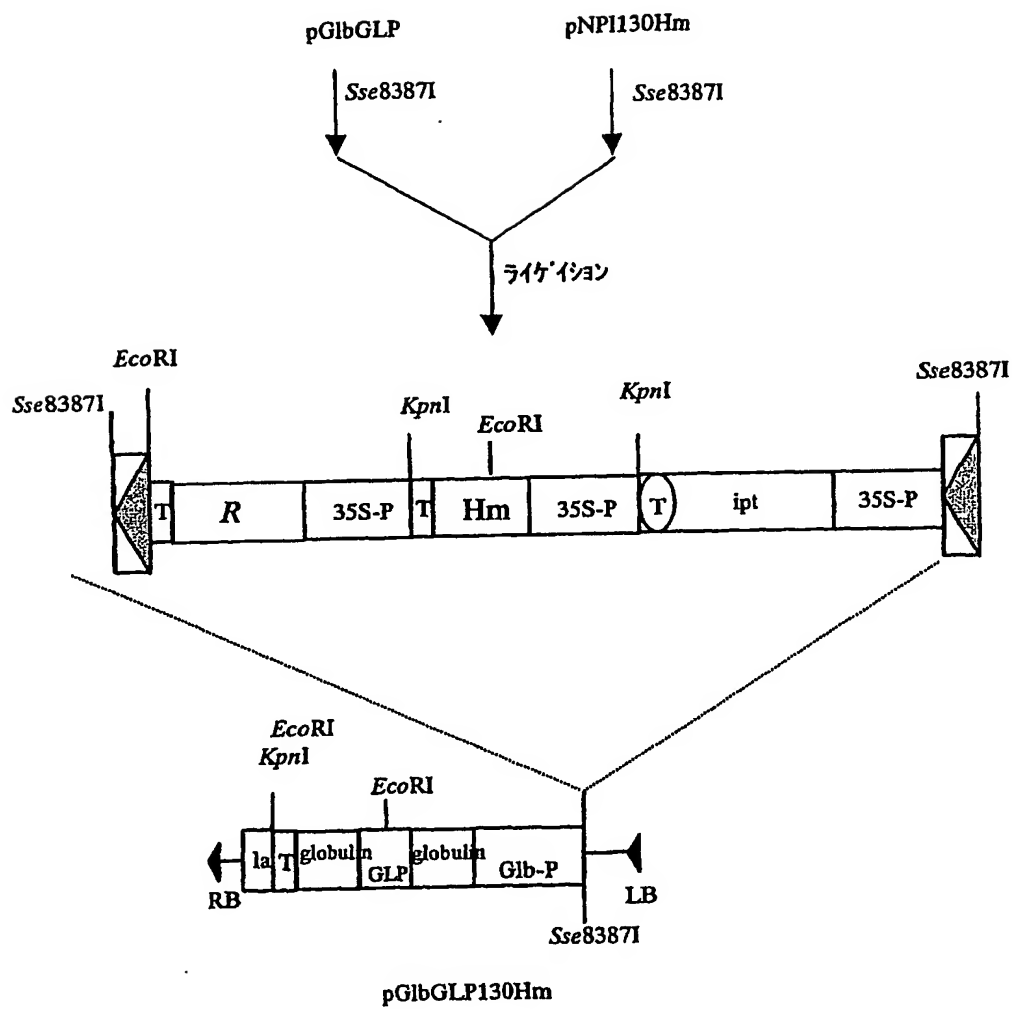 pGlbGLP pNPI130Hm
Sse8387I Sse8387I
ライゲイション
EcoRI
Sse8387I
Sse8387I
KpnI
KpnI
EcoRI
T R 35S-P T Hm 35S-P T ipt 35S-P
EcoRI
KpnI
EcoRI
la T globulin GLP globulin Glb-P
RB LB
Sse8387I
pGlbGLP130Hm